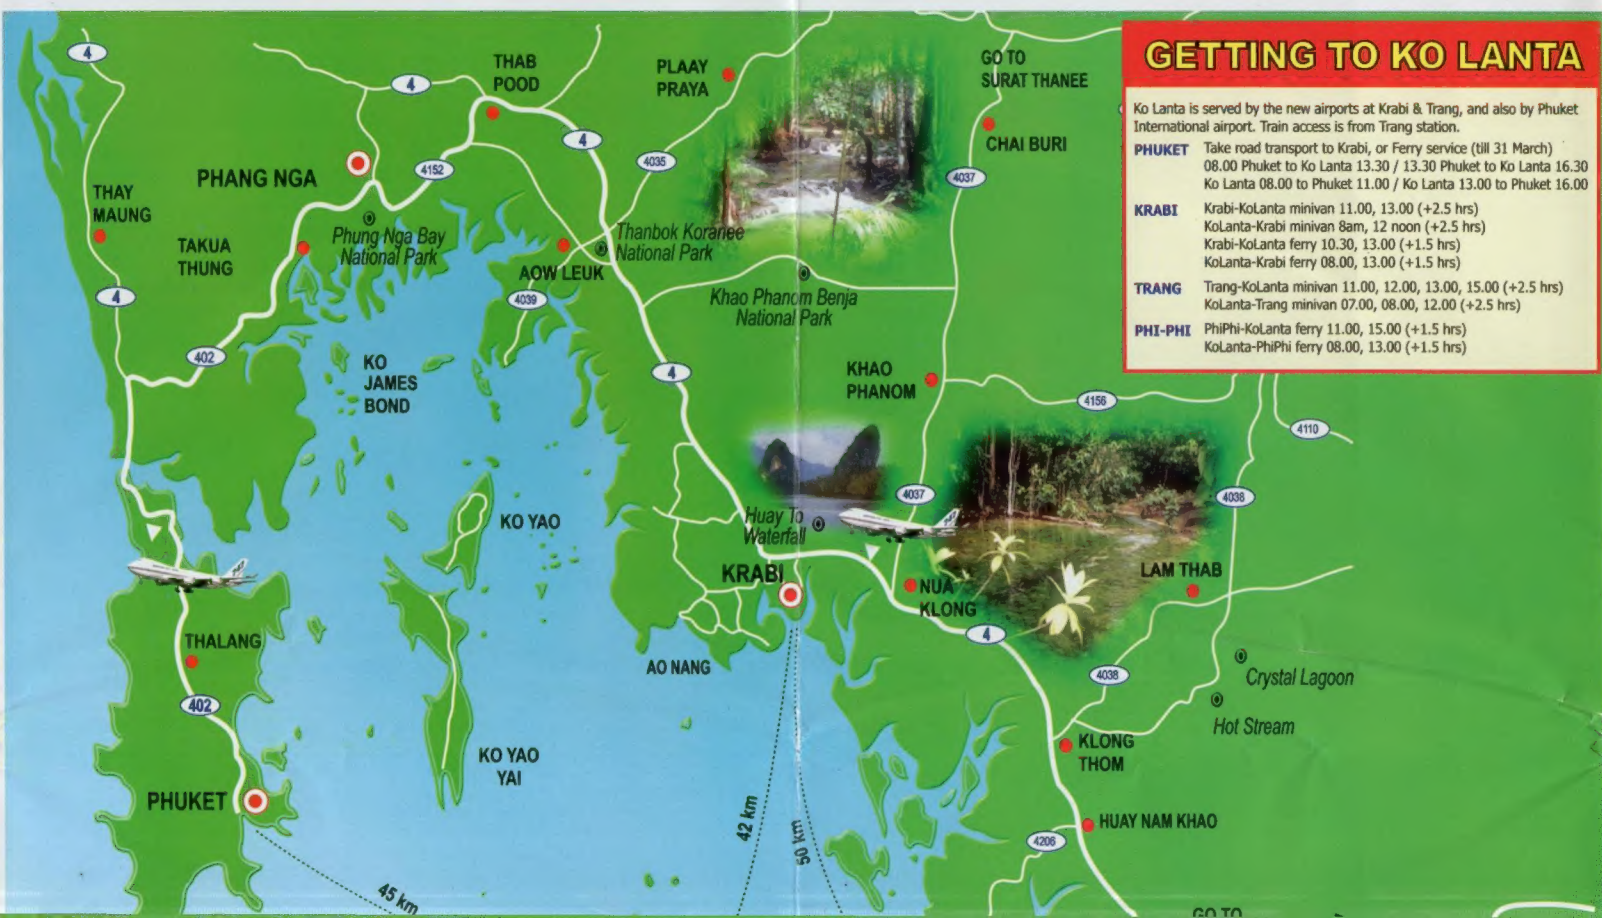 GETTING TO KO LANTA
Ko Lanta is served by the new airports at Krabi & Trang, and also by Phuket
International airport. Train access is from Trang station.
PHUKET Take road transport to Krabi, or Ferry service (till 31 March)
08.00 Phuket to Ko Lanta 13.30 / 13.30 Phuket to Ko Lanta 16.30
Ko Lanta 08.00 to Phuket 11.00 / Ko Lanta 13.00 to Phuket 16.00
KRABI Krabi-KoLanta minivan 11.00, 13.00 (+2.5 hrs)
KoLanta-Krabi minivan 8am, 12 noon (+2.5 hrs)
Krabi-KoLanta ferry 10.30, 13.00 (+1.5 hrs)
KoLanta-Krabi ferry 08.00, 13.00 (+1.5 hrs)
TRANG Trang-KoLanta minivan 11.00, 12.00, 13.00, 15.00 (+2.5 hrs)
KoLanta-Trang minivan 07.00, 08.00, 12.00 (+2.5 hrs)
PHI-PHI PhiPhi-KoLanta ferry 11.00, 15.00 (+1.5 hrs)
KoLanta-PhiPhi ferry 08.00, 13.00 (+1.5 hrs)
4
4
THAB
POOD
PLAAY
PRAYA
GO TO
SURAT THANEE
CHAI BURI
4
4035
4152
4037
PHANG NGA
THAY
MAUNG
TAKUA
THUNG
Phung Nga Bay
National Park
Thanbok Koranee
National Park
AOW LEUK
4039
4
Khao Phanom Benja
National Park
402
KO
JAMES
BOND
4
KHAO
PHANOM
4156
4110
4037
4038
KO YAO
Huay To
Waterfall
KRABI
NUA
KLONG
LAM THAB
4
THALANG
AO NANG
4038
Crystal Lagoon
Hot Stream
402
KO YAO
YAI
KLONG
THOM
PHUKET
42 km
50 km
HUAY NAM KHAO
4206
45 km
GO TO